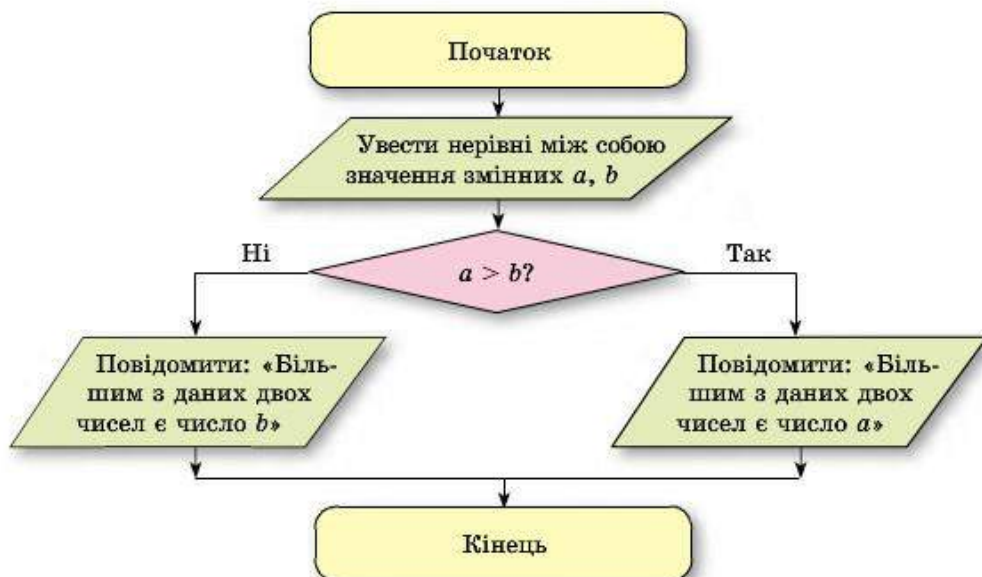 Початок
Увести нерівні між собою
значення змінних a, b
Ні
a > b?
Так
Повідомити: «Біль-
шим з даних двох
чисел є число b»
Повідомити: «Біль-
шим з даних двох
чисел є число a»
Кінець